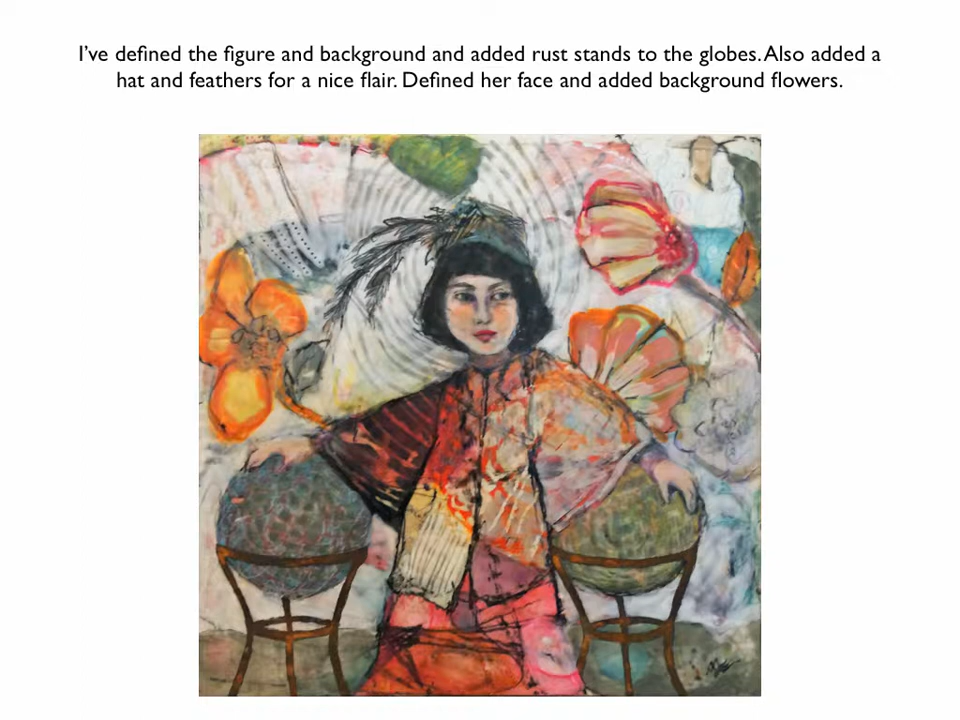 I’ve defined the figure and background and added rust stands to the globes. Also added a
hat and feathers for a nice flair. Defined her face and added background flowers.